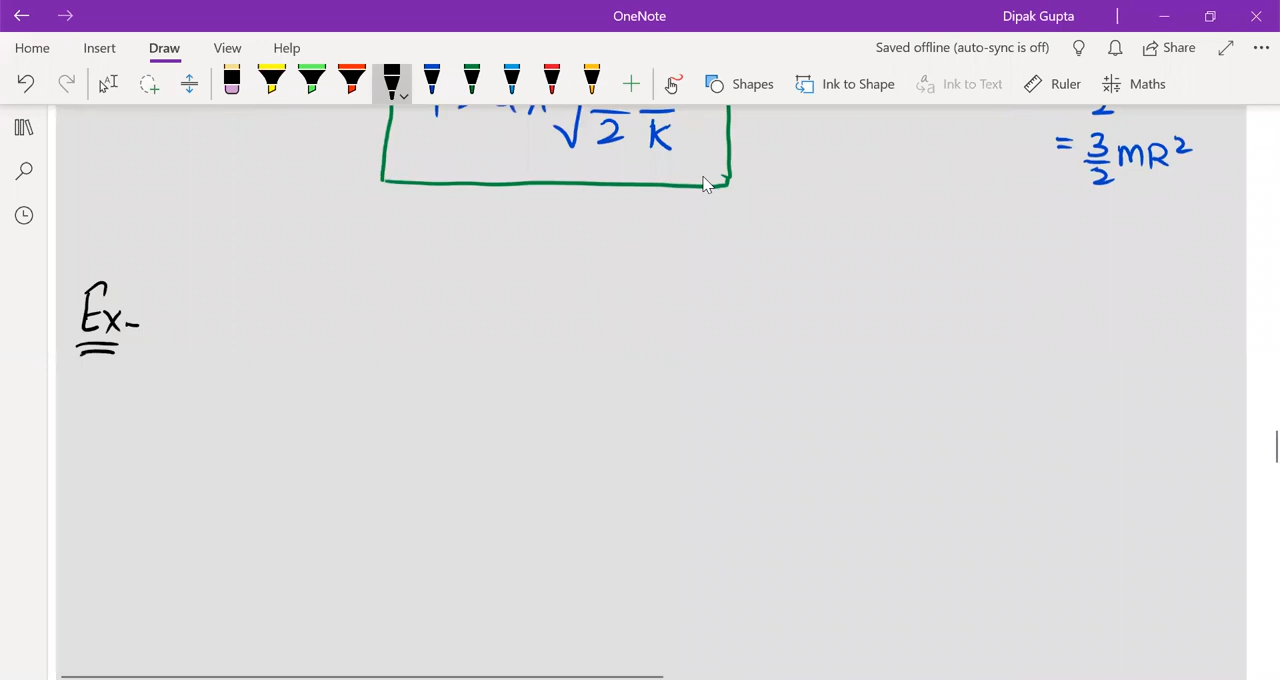 OneNote
Dipak Gupta
Home Insert Draw View Help
Saved offline (auto-sync is off)
Share
Shapes
Ink to Shape
Ink to Text
Ruler
Maths
√ 2 K
2
= 3/2 MR²
Ex-